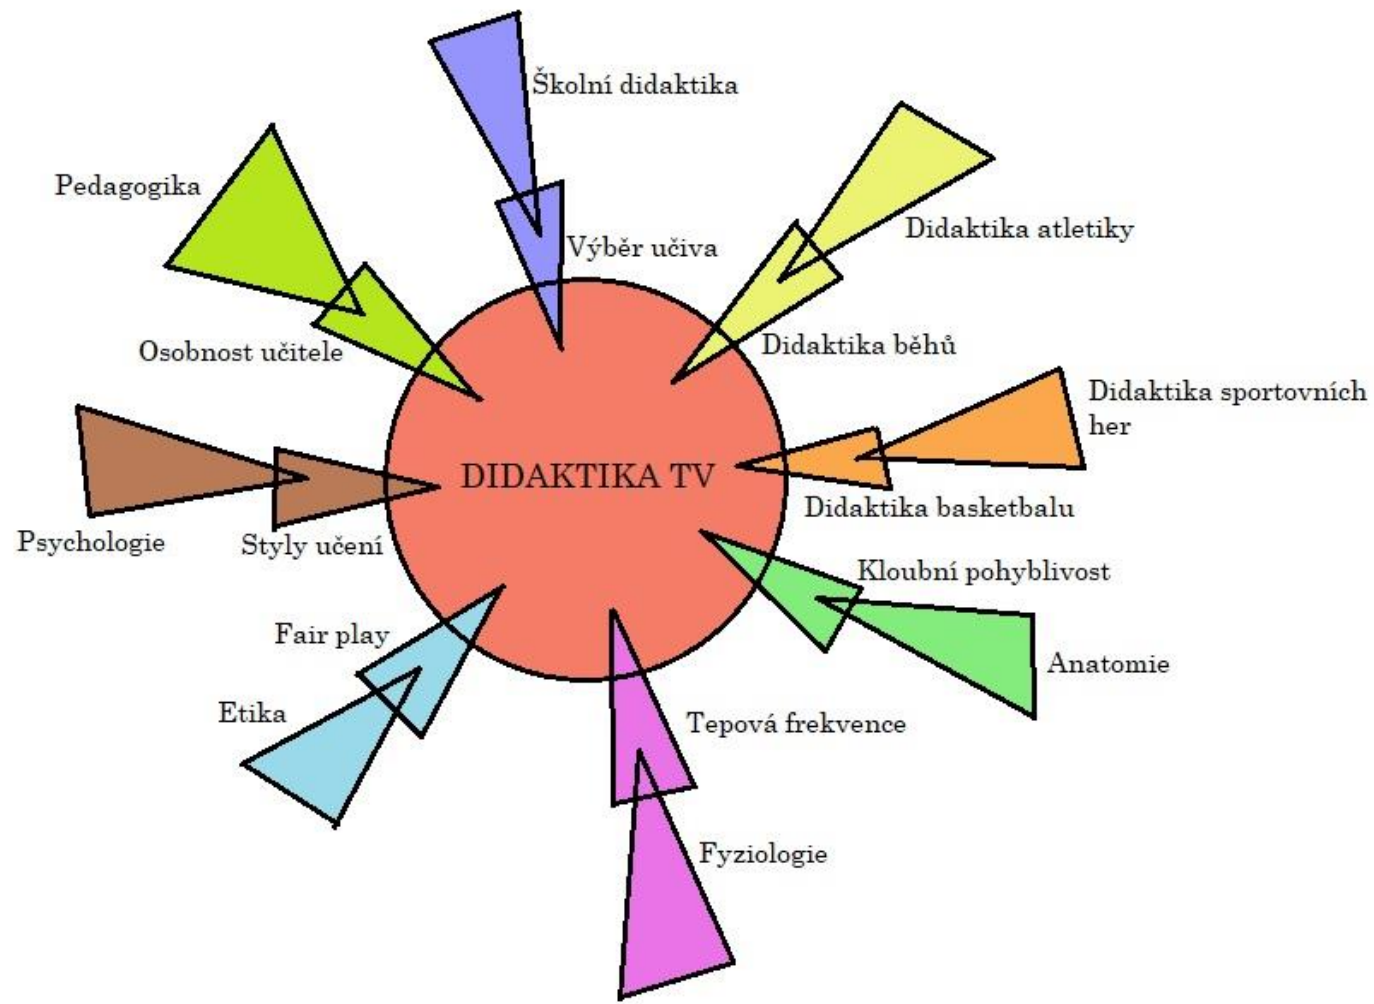 Školní didaktika
Pedagogika
Didaktika atletiky
Výběr učiva
Osobnost učitele
Didaktika běhů
Didaktika sportovních
her
DIDAKTIKA TV
Didaktika basketbalu
Psychologie
Styly učení
Kloubní pohyblivost
Fair play
Anatomie
Etika
Tepová frekvence
Fyziologie